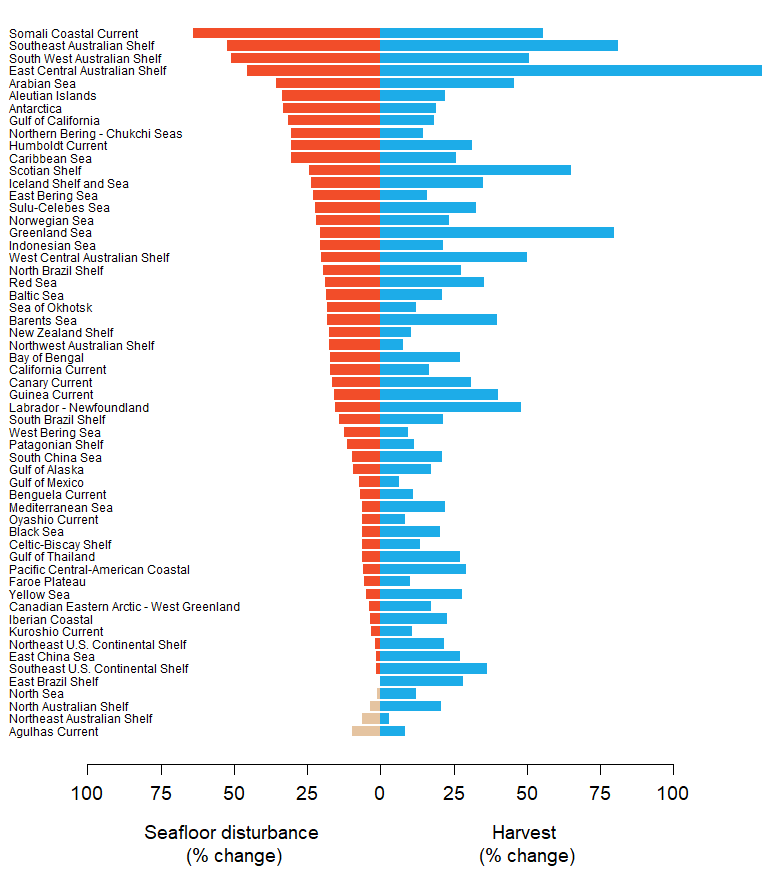 Somali Coastal Current
Southeast Australian Shelf
South West Australian Shelf
East Central Australian Shelf
Arabian Sea
Aleutian Islands
Antarctica
Gulf of California
Northern Bering - Chukchi Seas
Humboldt Current
Caribbean Sea
Scotian Shelf
Iceland Shelf and Sea
East Bering Sea
Sulu-Celebes Sea
Norwegian Sea
Greenland Sea
Indonesian Sea
West Central Australian Shelf
North Brazil Shelf
Red Sea
Baltic Sea
Sea of Okhotsk
Barents Sea
New Zealand Shelf
Northwest Australian Shelf
Bay of Bengal
California Current
Canary Current
Guinea Current
Labrador - Newfoundland
South Brazil Shelf
West Bering Sea
Patagonian Shelf
South China Sea
Gulf of Alaska
Gulf of Mexico
Benguela Current
Mediterranean Sea
Oyashio Current
Black Sea
Celtic-Biscay Shelf
Gulf of Thailand
Pacific Central-American Coastal
Faroe Plateau
Yellow Sea
Canadian Eastern Arctic - West Greenland
Iberian Coastal
Kuroshio Current
Northeast U.S. Continental Shelf
East China Sea
Southeast U.S. Continental Shelf
East Brazil Shelf
North Sea
North Australian Shelf
Northeast Australian Shelf
Agulhas Current
100 75 50 25 0 25 50 75 100
Seafloor disturbance Harvest
(% change) (% change)